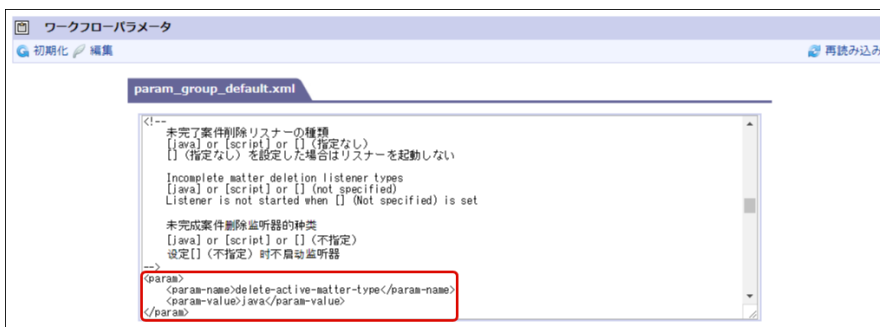 ワークフローパラメータ
初期化 編集 再読み込み
param_group_default.xml
<!--
未完了案件削除リスナーの種類
[java] or [script] or [] (指定なし)
[] (指定なし) を設定した場合はリスナーを起動しない
Incomplete matter deletion listener types
[java] or [script] or [] (not specified)
Listener is not started when [] (Not specified) is set
未完成案件删除监听器的种类
[java] or [script] or [] (不指定)
设定[] (不指定) 时不启动监听器
-->
<param>
<param-name>delete-active-matter-type</param-name>
<param-value>java</param-value>
</param>